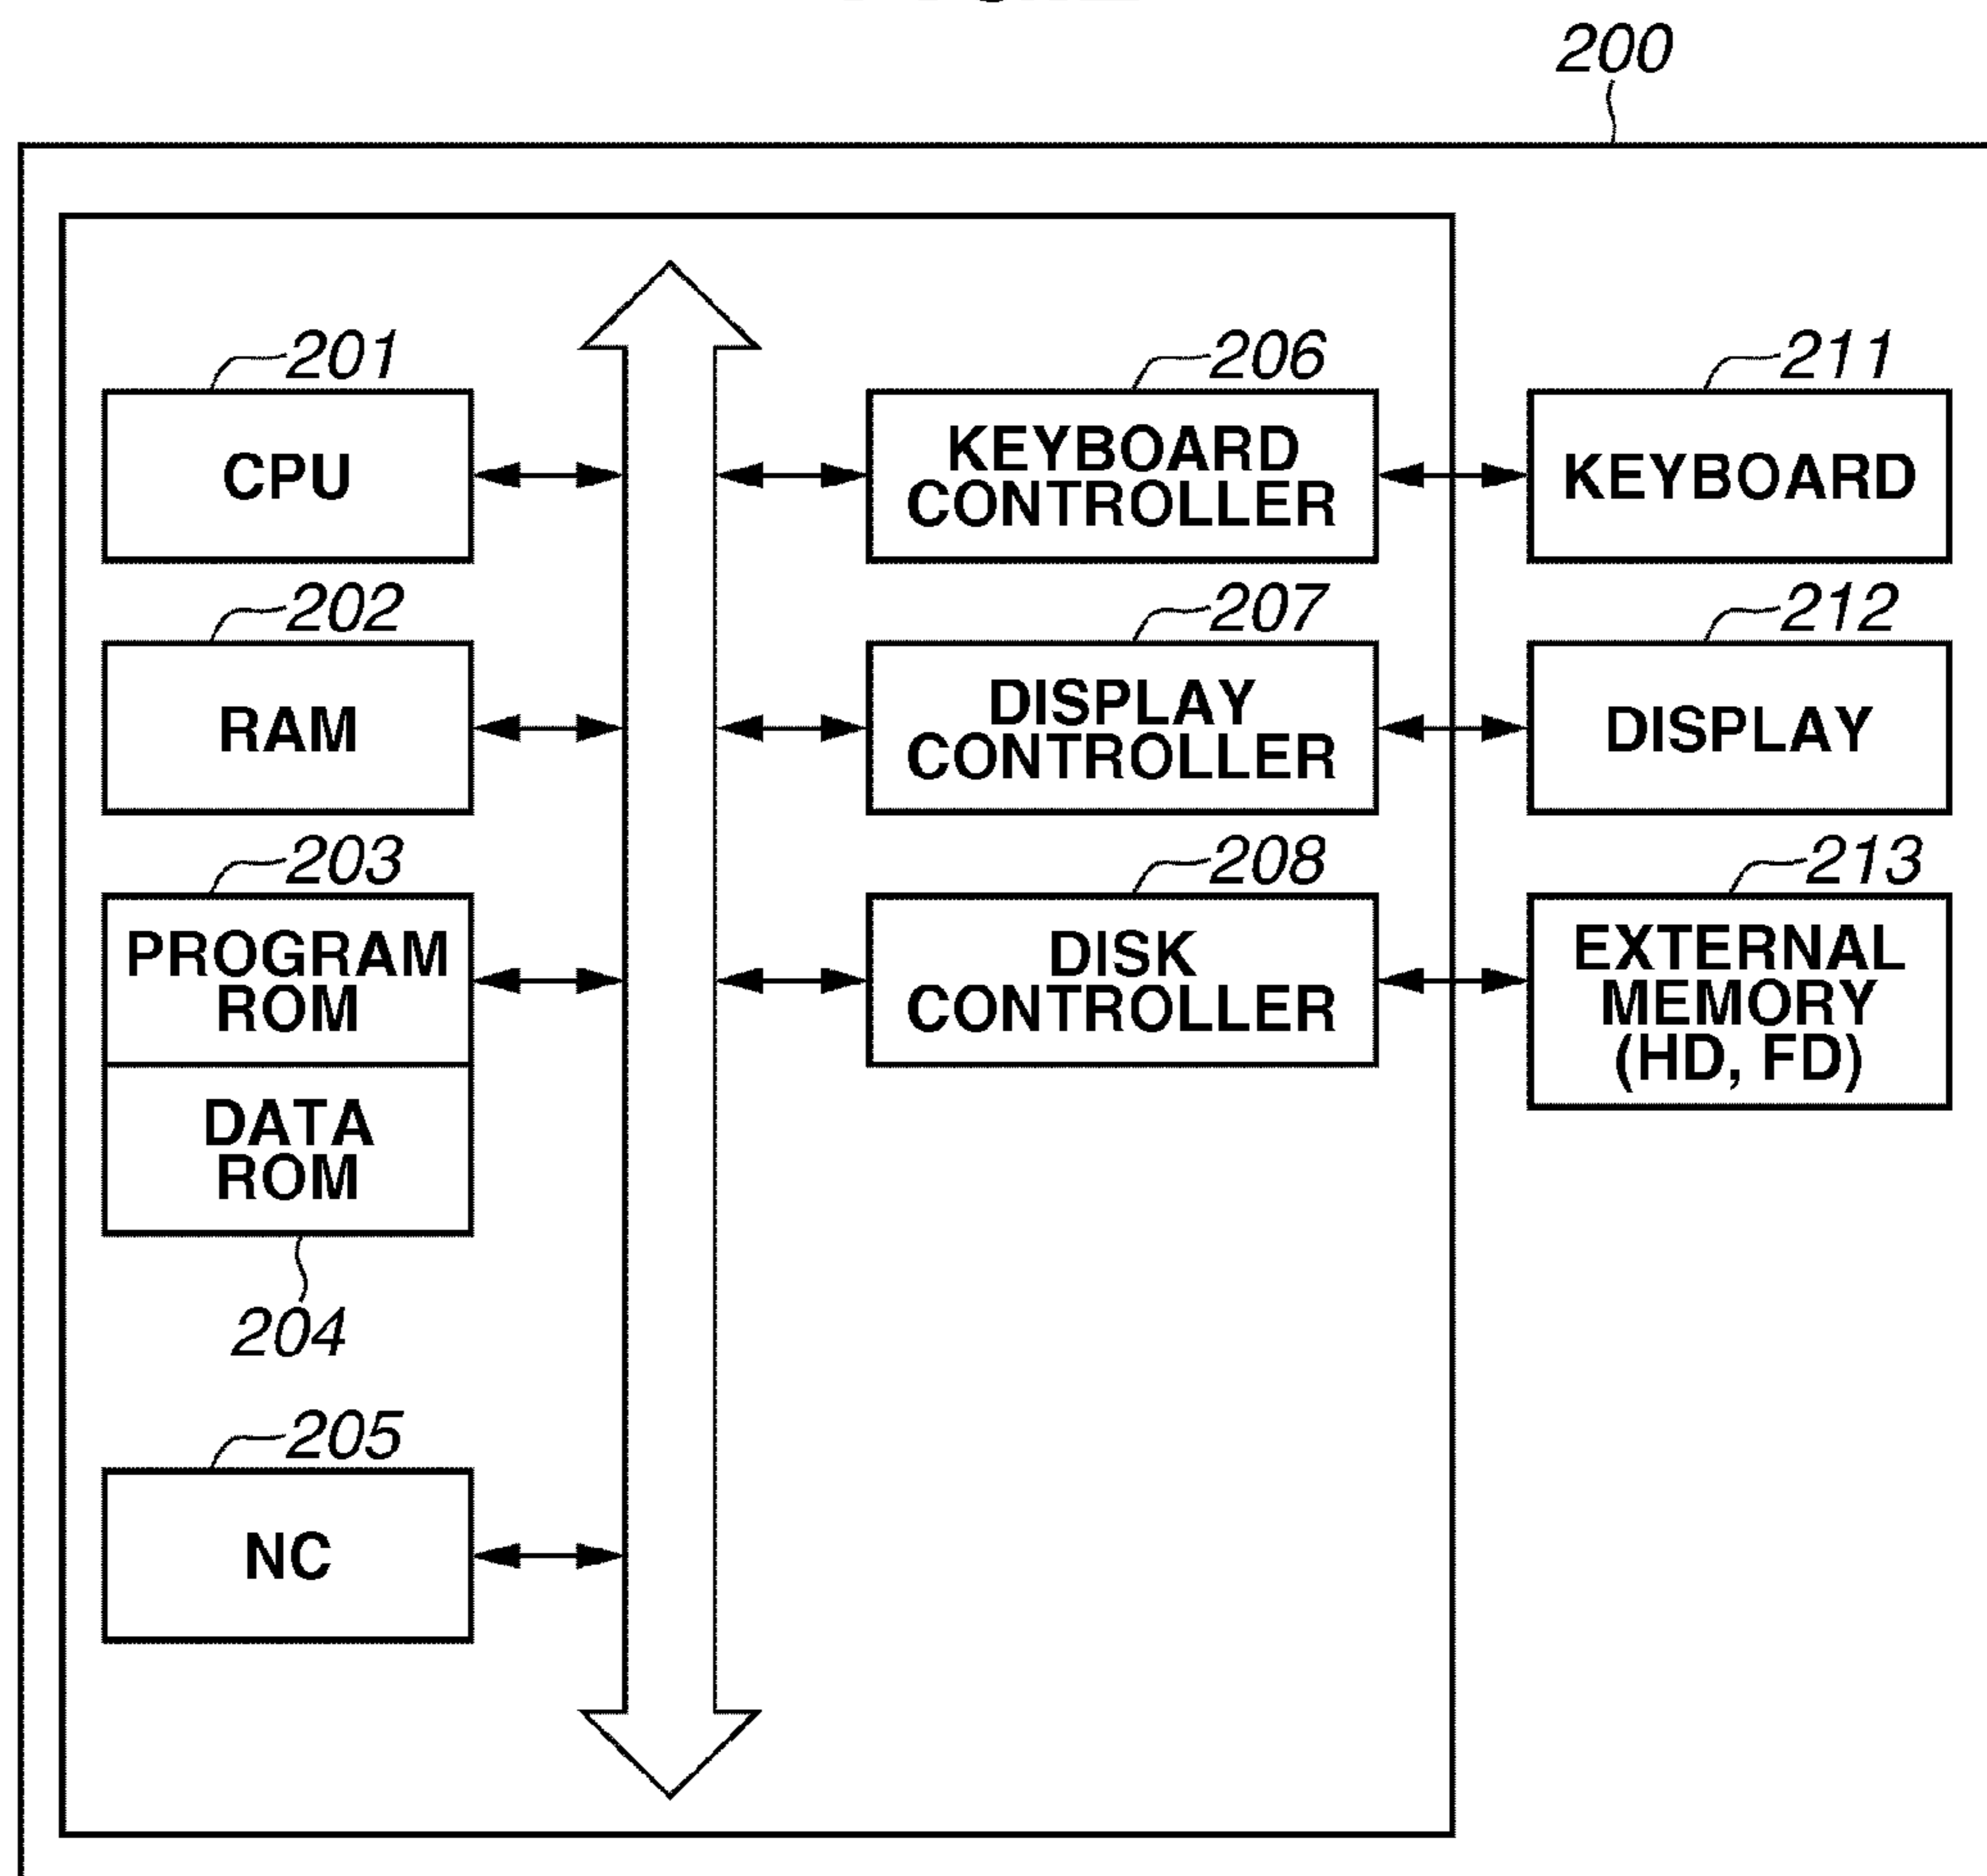 200
201
CPU
206
KEYBOARD
CONTROLLER
211
KEYBOARD
202
RAM
207
DISPLAY
CONTROLLER
212
DISPLAY
203
PROGRAM
ROM
208
DISK
CONTROLLER
213
EXTERNAL
MEMORY
(HD, FD)
DATA
ROM
204
205
NC